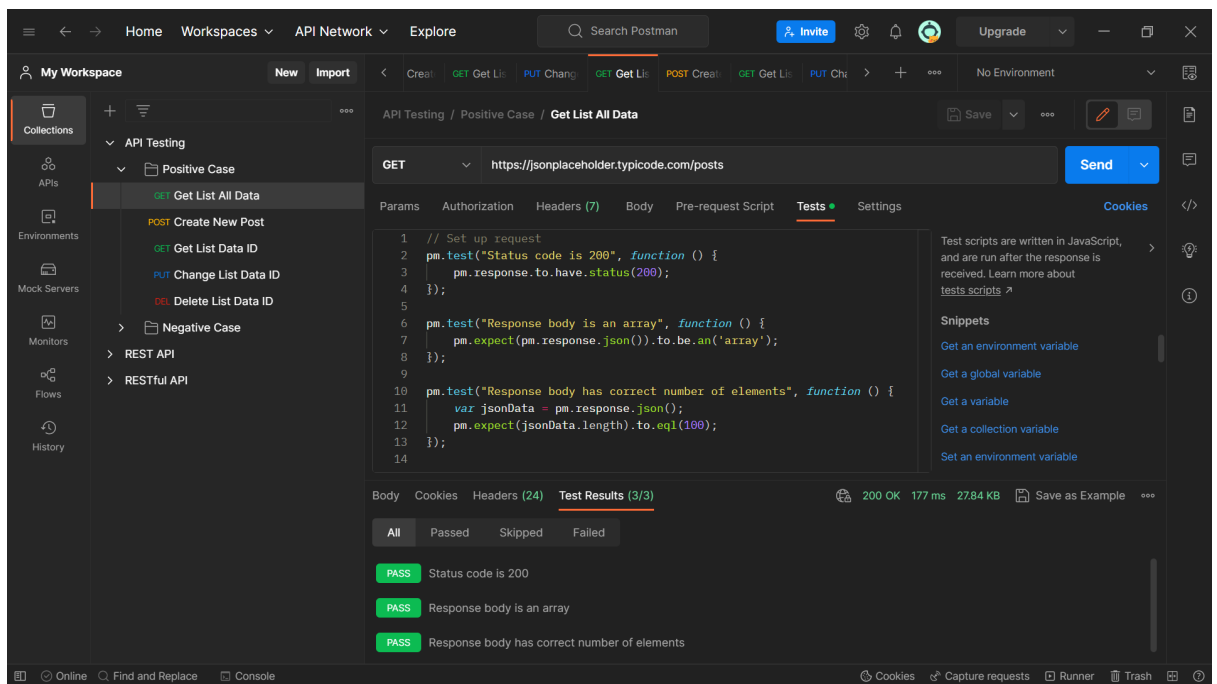 Home Workspaces API Network Explore Search Postman Invite Upgrade
My Workspace New Import
Creat GET Get Lis PUT Chang GET Get Lis POST Creat GET Get Lis PUT Cha No Environment
Collections
APIs
Environments
Mock Servers
Monitors
Flows
History
API Testing
Positive Case
GET Get List All Data
POST Create New Post
GET Get List Data ID
PUT Change List Data ID
DEL Delete List Data ID
Negative Case
REST API
RESTful API
API Testing / Positive Case / Get List All Data Save
GET https://jsonplaceholder.typicode.com/posts Send
Params Authorization Headers (7) Body Pre-request Script Tests Settings Cookies
1 // Set up request
2 pm.test("Status code is 200", function () {
3 pm.response.to.have.status(200);
4 });
5
6 pm.test("Response body is an array", function () {
7 pm.expect(pm.response.json()).to.be.an('array');
8 });
9
10 pm.test("Response body has correct number of elements", function () {
11 var jsonData = pm.response.json();
12 pm.expect(jsonData.length).to.eql(100);
13 });
14
Test scripts are written in JavaScript,
and are run after the response is
received. Learn more about
tests scripts
Snippets
Get an environment variable
Get a global variable
Get a variable
Get a collection variable
Set an environment variable
Body Cookies Headers (24) Test Results (3/3) 200 OK 177 ms 27.84 KB Save as Example
All Passed Skipped Failed
PASS Status code is 200
PASS Response body is an array
PASS Response body has correct number of elements
Online Find and Replace Console Cookies Capture requests Runner Trash